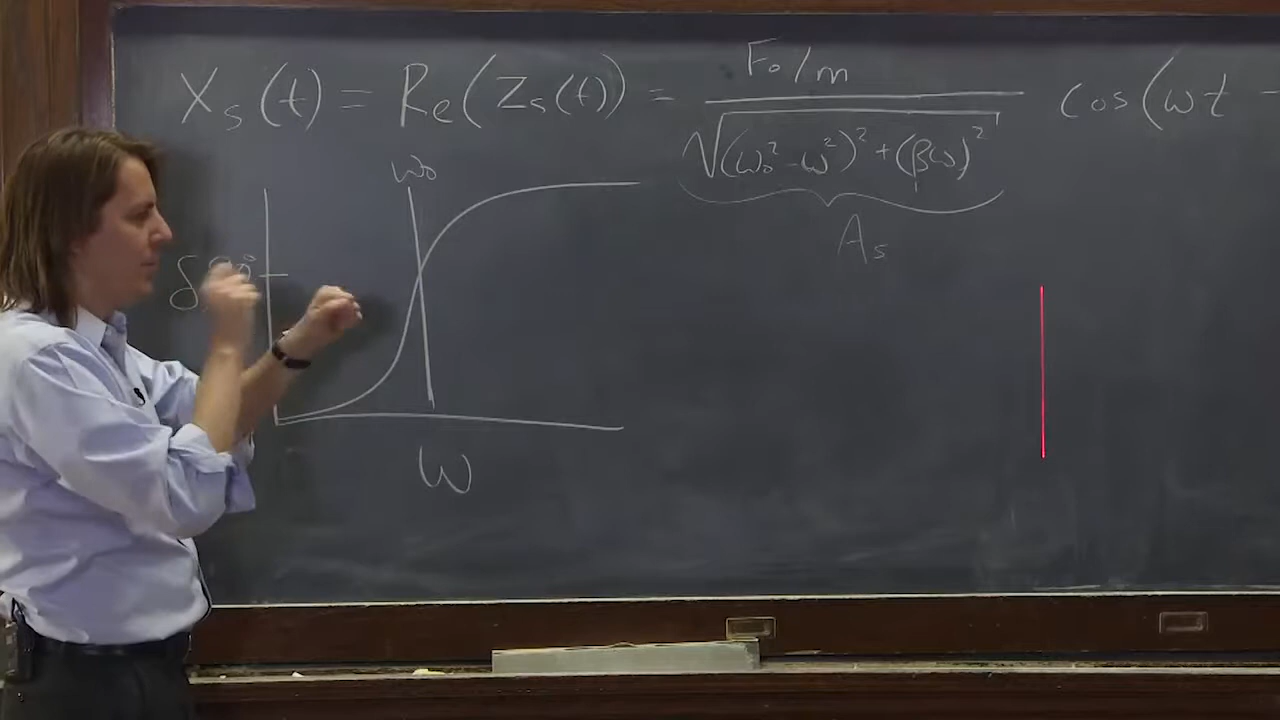 Xs(t) = Re(Zs(t)) = F₀/m / √((ω₀² - ω²)² + (βω)²) cos(ωt -
As
ω₀
δ
ω